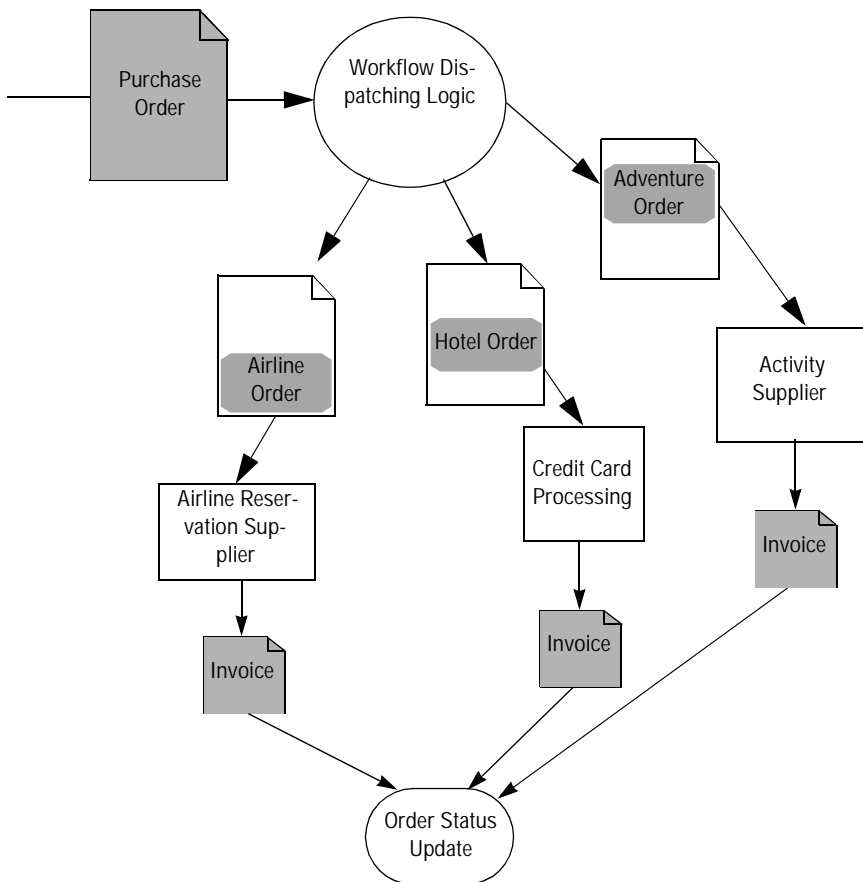 Purchase
Order
Workflow Dis-
patching Logic
Adventure
Order
Airline
Order
Hotel Order
Activity
Supplier
Airline Reser-
vation Sup-
plier
Credit Card
Processing
Invoice
Invoice
Invoice
Order Status
Update